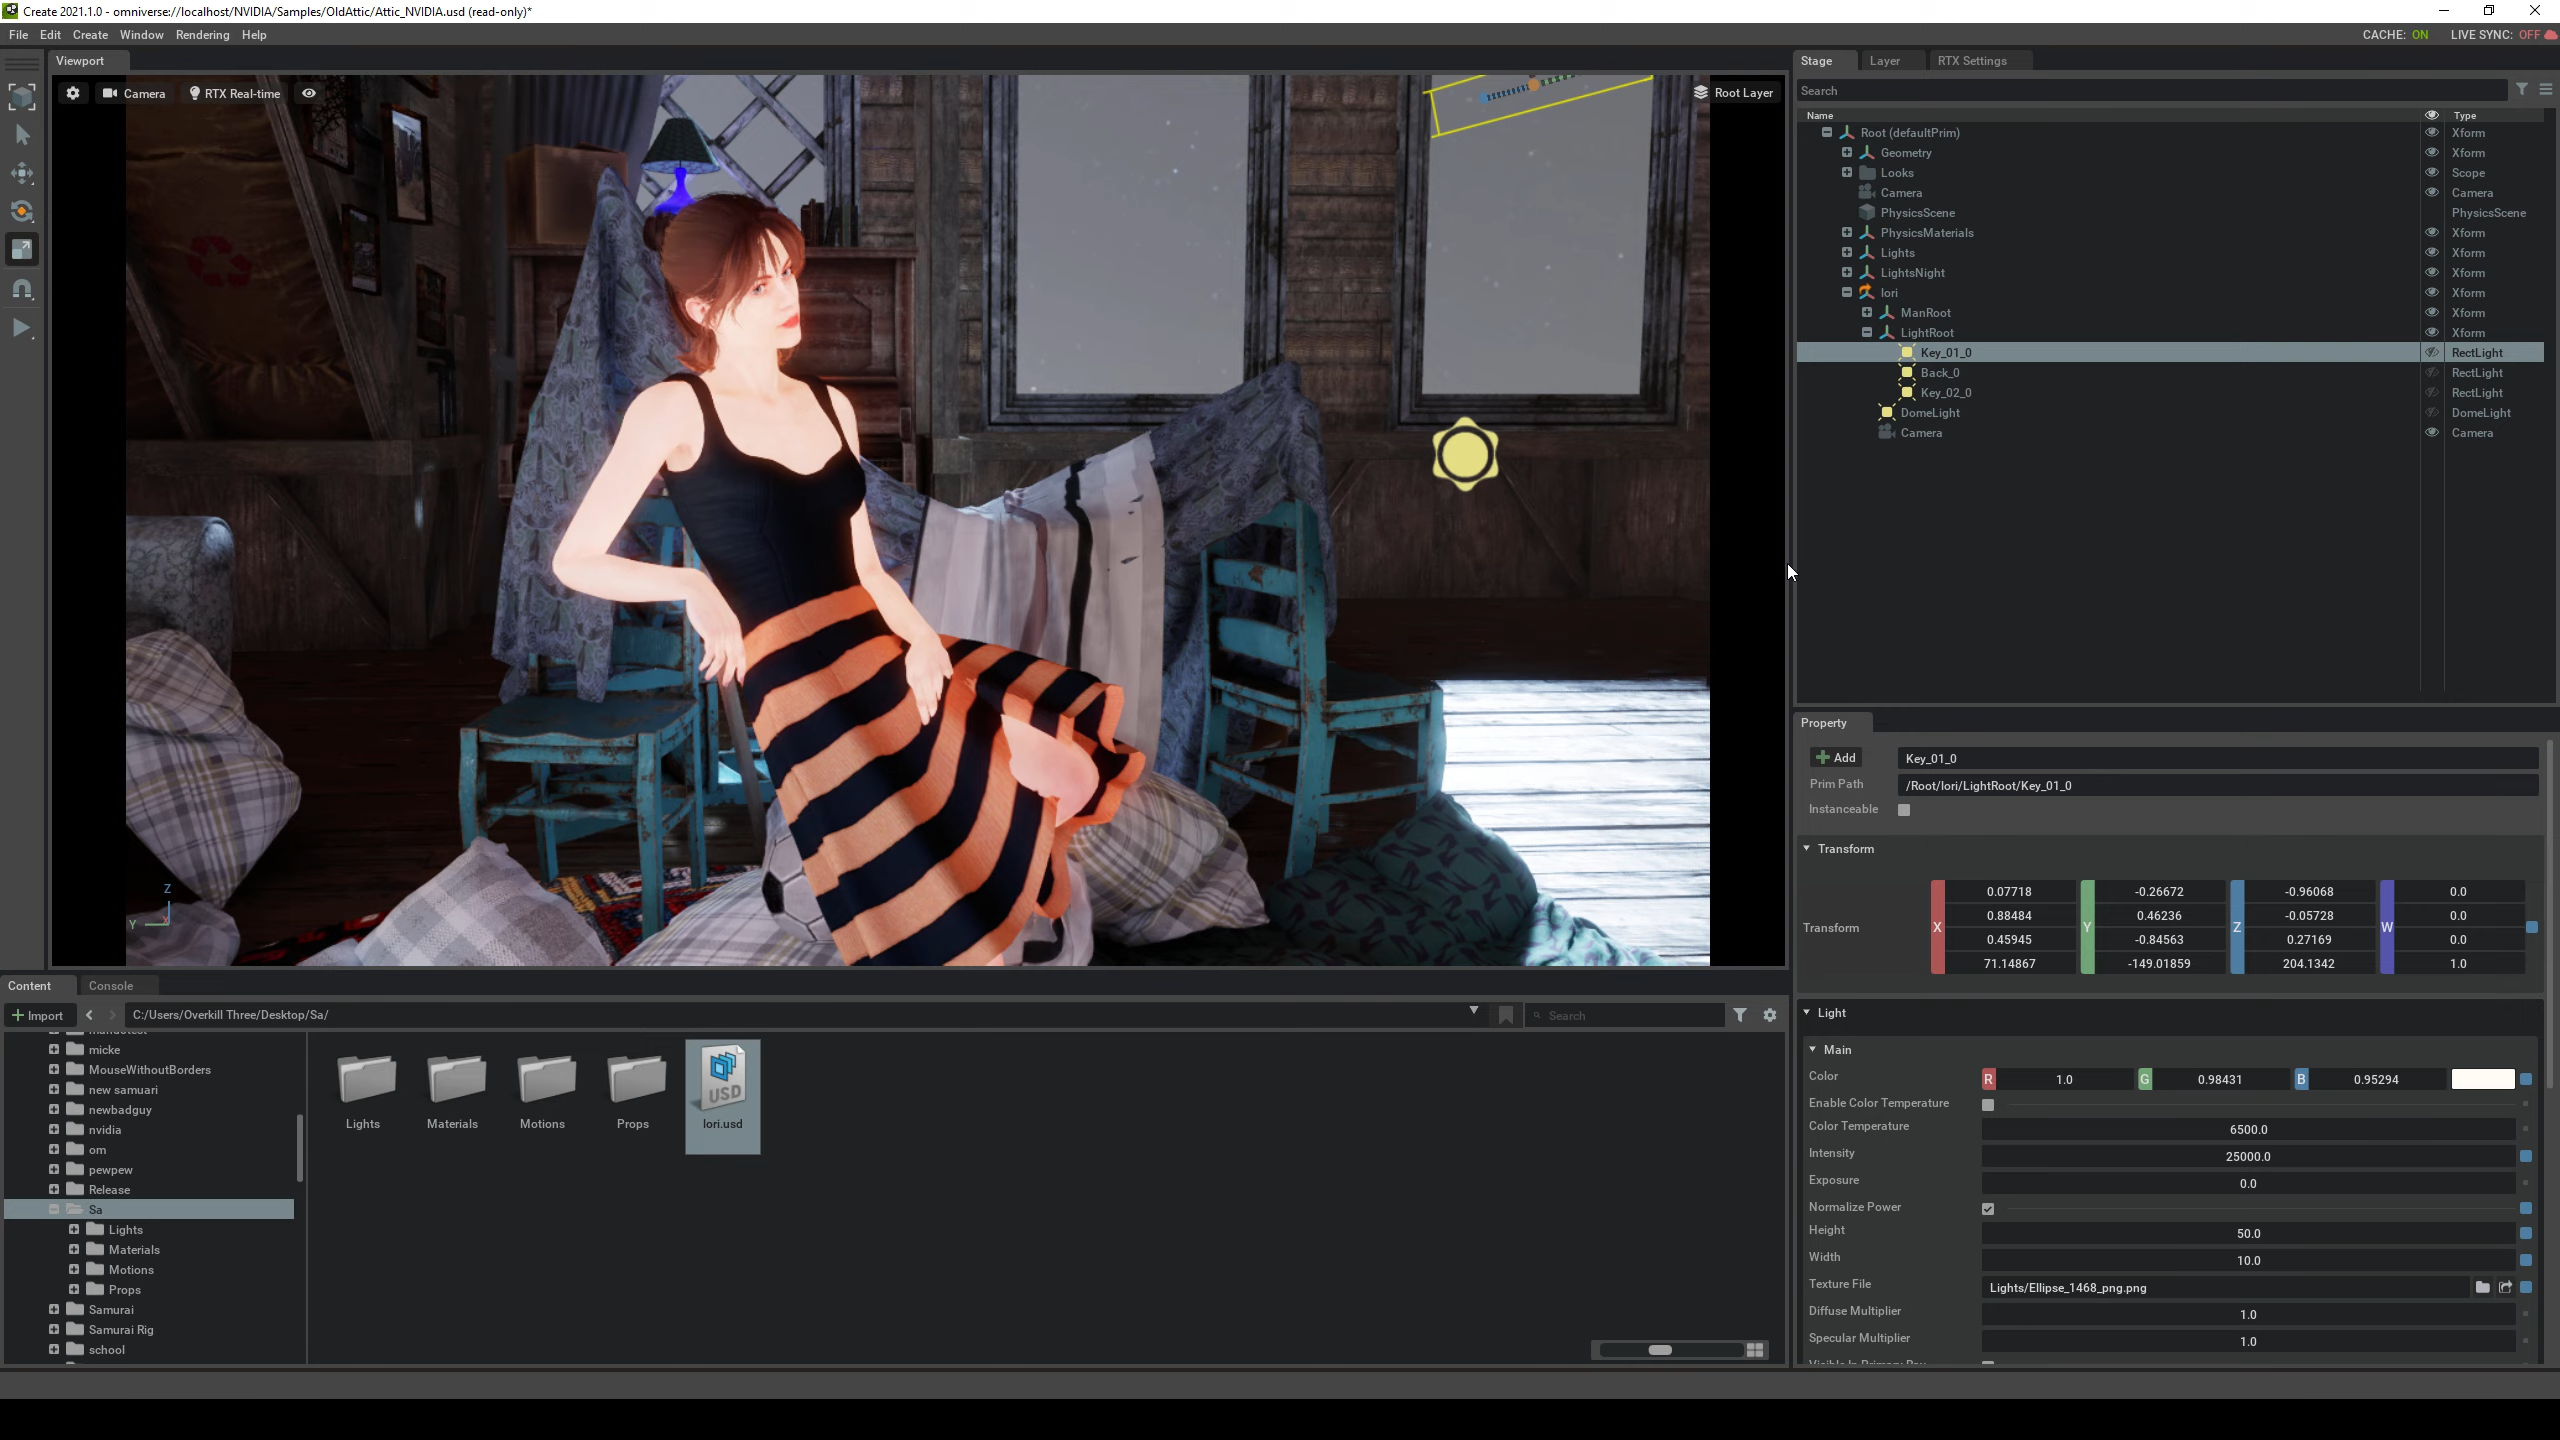 Create 2021.1.0 - omniverse://localhost/NVIDIA/Samples/OldAttic/Attic_NVIDIA.usd (read-only)*
File Edit Create Window Rendering Help
CACHE: ON LIVE SYNC: OFF
Viewport
Camera RTX Real-time
Root Layer
Z
Y X
Stage Layer RTX Settings
Search
Name Type
Root (defaultPrim) Xform
Geometry Xform
Looks Scope
Camera Camera
PhysicsScene PhysicsScene
PhysicsMaterials Xform
Lights Xform
LightsNight Xform
lori Xform
ManRoot Xform
LightRoot Xform
Key_01_0 RectLight
Back_0 RectLight
Key_02_0 RectLight
DomeLight DomeLight
Camera Camera
Property
Add Key_01_0
Prim Path /Root/lori/LightRoot/Key_01_0
Instanceable
Transform
Transform X Y Z W
0.07718 -0.26672 -0.96068 0.0
0.88484 0.46236 -0.05728 0.0
0.45945 -0.84563 0.27169 0.0
71.14867 -149.01859 204.1342 1.0
Light
Main
Color R 1.0 G 0.98431 B 0.95294
Enable Color Temperature
Color Temperature 6500.0
Intensity 25000.0
Exposure 0.0
Normalize Power
Height 50.0
Width 10.0
Texture File Lights/Ellipse_1468_png.png
Diffuse Multiplier 1.0
Specular Multiplier 1.0
Content Console
Import C:/Users/Overkill Three/Desktop/Sa/
Search
micke
MouseWithoutBorders
new samuari
newbadguy
nvidia
om
pewpew
Release
Sa
Lights
Materials
Motions
Props
Samurai
Samurai Rig
school
USD
Lights Materials Motions Props lori.usd